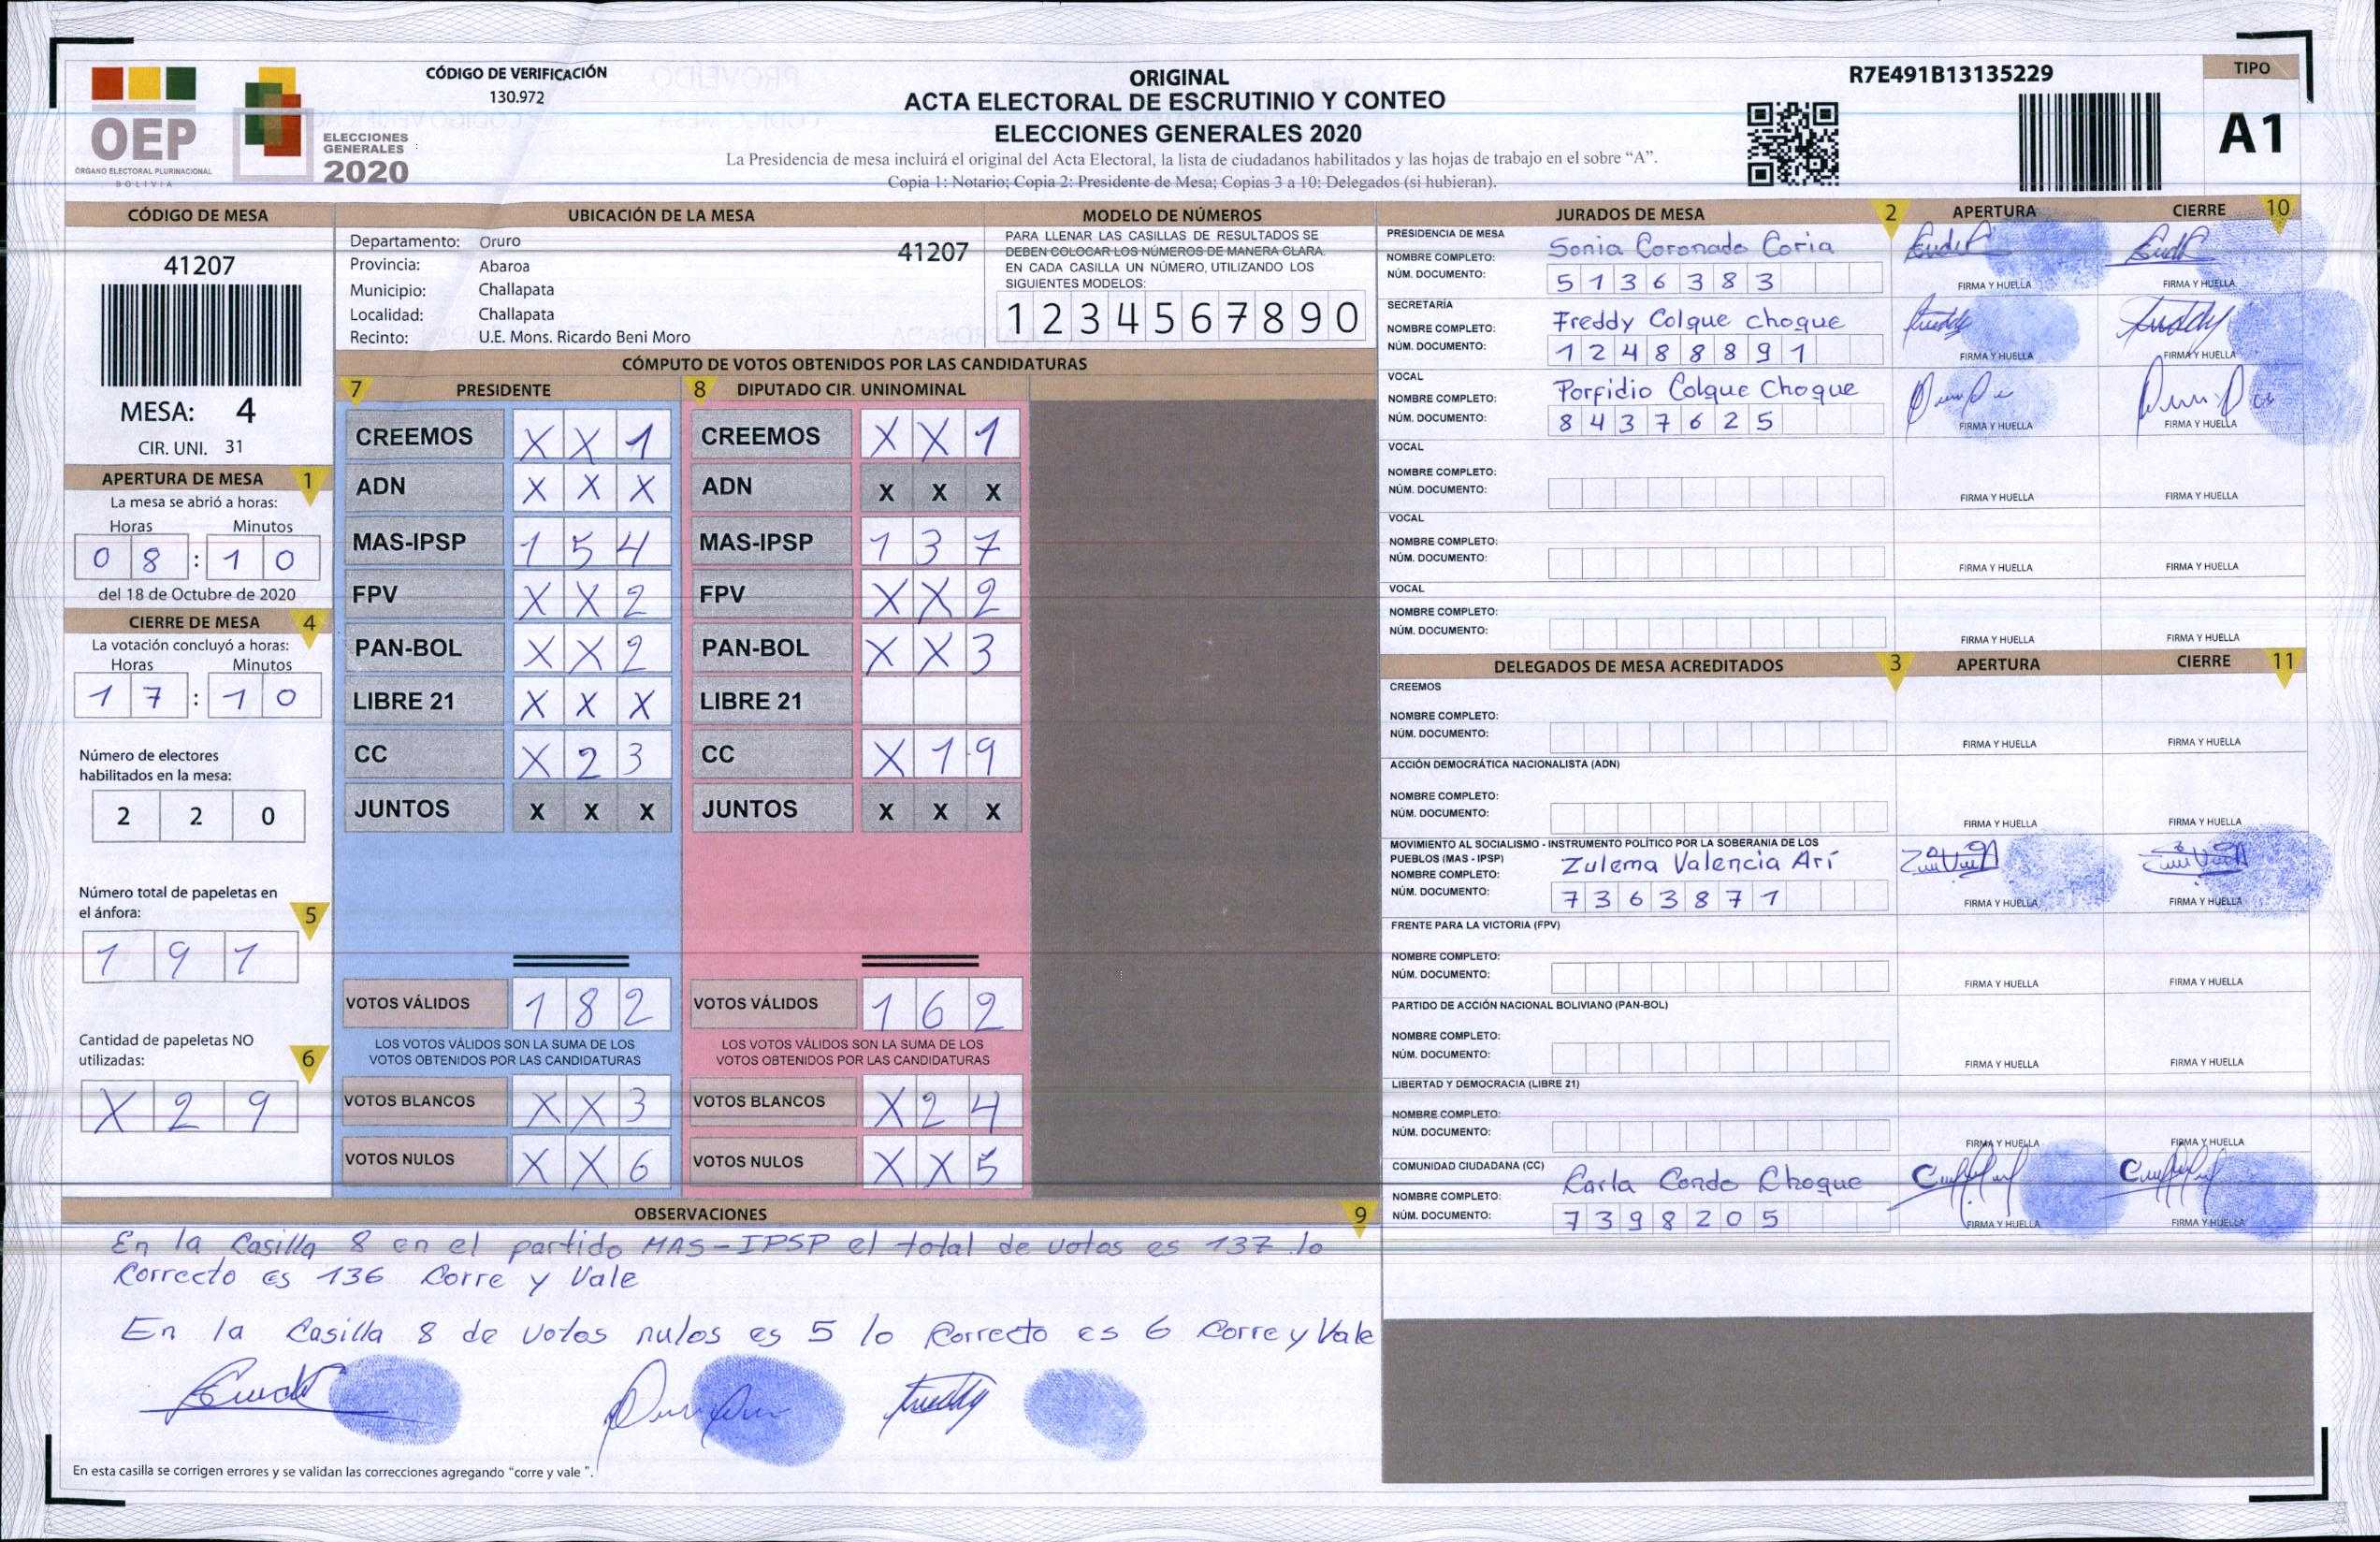 OEP
ÓRGANO ELECTORAL PLURINACIONAL
BOLIVIA
ELECCIONES
GENERALES
2020
CÓDIGO DE VERIFICACIÓN
130.972
ORIGINAL
ACTA ELECTORAL DE ESCRUTINIO Y CONTEO
ELECCIONES GENERALES 2020
La Presidencia de mesa incluirá el original del Acta Electoral, la lista de ciudadanos habilitados y las hojas de trabajo en el sobre “A”.
Copia 1: Notario; Copia 2: Presidente de Mesa; Copias 3 a 10: Delegados (si hubieran).
R7E491B13135229
TIPO
A1
CÓDIGO DE MESA
41207
MESA: 4
CIR. UNI. 31
APERTURA DE MESA 1
La mesa se abrió a horas:
Horas Minutos
0 8 : 1 0
del 18 de Octubre de 2020
CIERRE DE MESA 4
La votación concluyó a horas:
Horas Minutos
1 7 : 1 0
Número de electores
habilitados en la mesa:
2 2 0
Número total de papeletas en
el ánfora: 5
1 9 1
Cantidad de papeletas NO
utilizadas: 6
X 2 9
UBICACIÓN DE LA MESA
Departamento: Oruro
41207
Provincia: Abaroa
Municipio: Challapata
Localidad: Challapata
Recinto: U.E. Mons. Ricardo Beni Moro
MODELO DE NÚMEROS
PARA LLENAR LAS CASILLAS DE RESULTADOS SE
DEBEN COLOCAR LOS NÚMEROS DE MANERA CLARA.
EN CADA CASILLA UN NÚMERO, UTILIZANDO LOS
SIGUIENTES MODELOS:
1 2 3 4 5 6 7 8 9 0
CÓMPUTO DE VOTOS OBTENIDOS POR LAS CANDIDATURAS
7 PRESIDENTE 8 DIPUTADO CIR. UNINOMINAL
CREEMOS X X 1 CREEMOS X X 1
ADN X X X ADN X X X
MAS-IPSP 1 5 4 MAS-IPSP 1 3 7
FPV X X 2 FPV X X 2
PAN-BOL X X 2 PAN-BOL X X 3
LIBRE 21 X X X LIBRE 21
CC X 2 3 CC X 1 9
JUNTOS X X X JUNTOS X X X
VOTOS VÁLIDOS 1 8 2 VOTOS VÁLIDOS 1 6 2
LOS VOTOS VÁLIDOS SON LA SUMA DE LOS LOS VOTOS VÁLIDOS SON LA SUMA DE LOS
VOTOS OBTENIDOS POR LAS CANDIDATURAS VOTOS OBTENIDOS POR LAS CANDIDATURAS
VOTOS BLANCOS X X 3 VOTOS BLANCOS X 2 4
VOTOS NULOS X X 6 VOTOS NULOS X X 5
OBSERVACIONES 9
En la Casilla 8 en el partido MAS-IPSP el total de votos es 137 lo
Correcto es 136 Corre y Vale
En la Casilla 8 de votos nulos es 5 lo Correcto es 6 Corre y Vale
En esta casilla se corrigen errores y se validan las correcciones agregando “corre y vale ”.
JURADOS DE MESA 2 APERTURA CIERRE 10
PRESIDENCIA DE MESA
NOMBRE COMPLETO: Sonia Coronado Coria
NÚM. DOCUMENTO: 5 1 3 6 3 8 3
FIRMA Y HUELLA FIRMA Y HUELLA
SECRETARÍA
NOMBRE COMPLETO: Freddy Colque choque
NÚM. DOCUMENTO: 1 2 4 8 8 8 9 1
FIRMA Y HUELLA FIRMA Y HUELLA
VOCAL
NOMBRE COMPLETO: Porfidio Colque Choque
NÚM. DOCUMENTO: 8 4 3 7 6 2 5
FIRMA Y HUELLA FIRMA Y HUELLA
VOCAL
NOMBRE COMPLETO:
NÚM. DOCUMENTO:
FIRMA Y HUELLA FIRMA Y HUELLA
VOCAL
NOMBRE COMPLETO:
NÚM. DOCUMENTO:
FIRMA Y HUELLA FIRMA Y HUELLA
VOCAL
NOMBRE COMPLETO:
NÚM. DOCUMENTO:
FIRMA Y HUELLA FIRMA Y HUELLA
DELEGADOS DE MESA ACREDITADOS 3 APERTURA CIERRE 11
CREEMOS
NOMBRE COMPLETO:
NÚM. DOCUMENTO:
FIRMA Y HUELLA FIRMA Y HUELLA
ACCIÓN DEMOCRÁTICA NACIONALISTA (ADN)
NOMBRE COMPLETO:
NÚM. DOCUMENTO:
FIRMA Y HUELLA FIRMA Y HUELLA
MOVIMIENTO AL SOCIALISMO - INSTRUMENTO POLÍTICO POR LA SOBERANIA DE LOS
PUEBLOS (MAS - IPSP)
NOMBRE COMPLETO: Zulema Valencia Arí
NÚM. DOCUMENTO: 7 3 6 3 8 7 1
FIRMA Y HUELLA FIRMA Y HUELLA
FRENTE PARA LA VICTORIA (FPV)
NOMBRE COMPLETO:
NÚM. DOCUMENTO:
FIRMA Y HUELLA FIRMA Y HUELLA
PARTIDO DE ACCIÓN NACIONAL BOLIVIANO (PAN-BOL)
NOMBRE COMPLETO:
NÚM. DOCUMENTO:
FIRMA Y HUELLA FIRMA Y HUELLA
LIBERTAD Y DEMOCRACIA (LIBRE 21)
NOMBRE COMPLETO:
NÚM. DOCUMENTO:
FIRMA Y HUELLA FIRMA Y HUELLA
COMUNIDAD CIUDADANA (CC)
NOMBRE COMPLETO: Carla Condo Choque
NÚM. DOCUMENTO: 7 3 9 8 2 0 5
FIRMA Y HUELLA FIRMA Y HUELLA